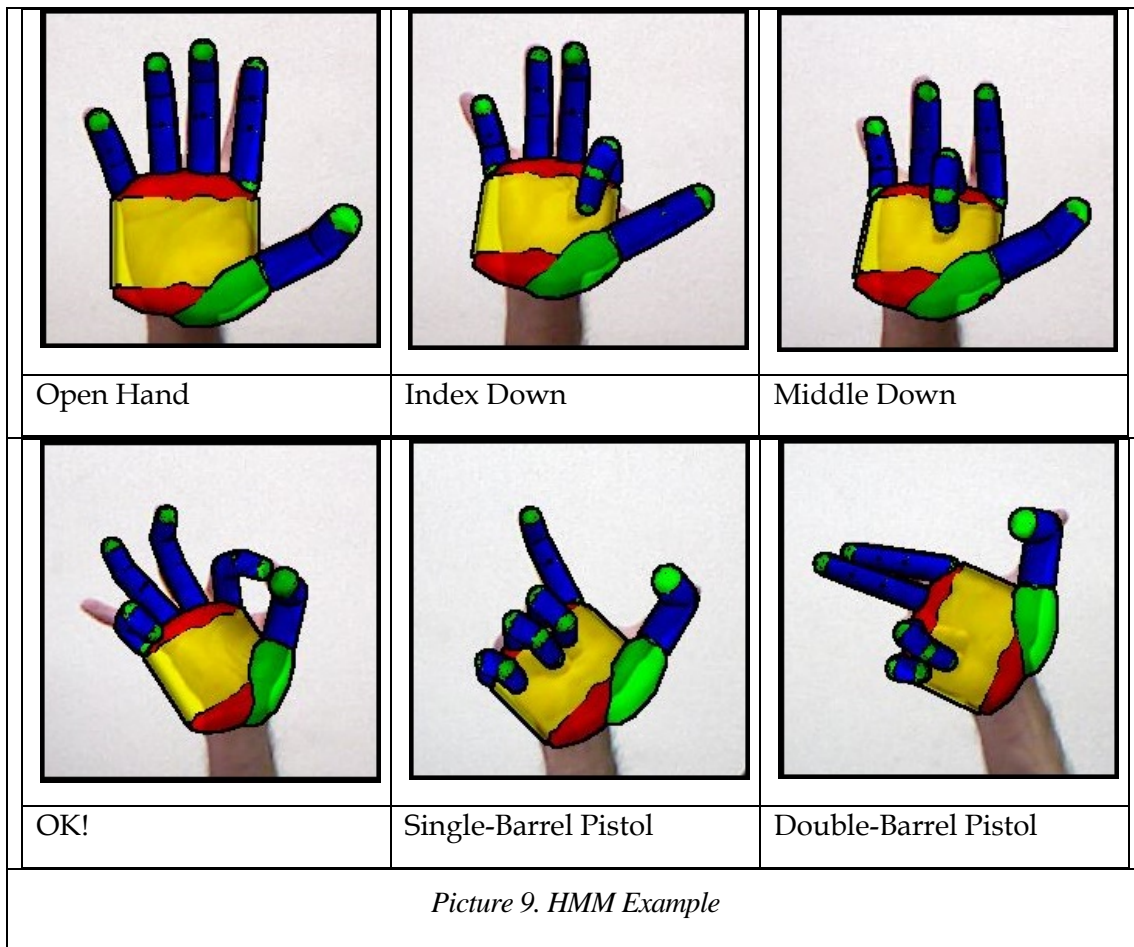 Open Hand
Index Down
Middle Down
OK!
Single-Barrel Pistol
Double-Barrel Pistol
Picture 9. HMM Example